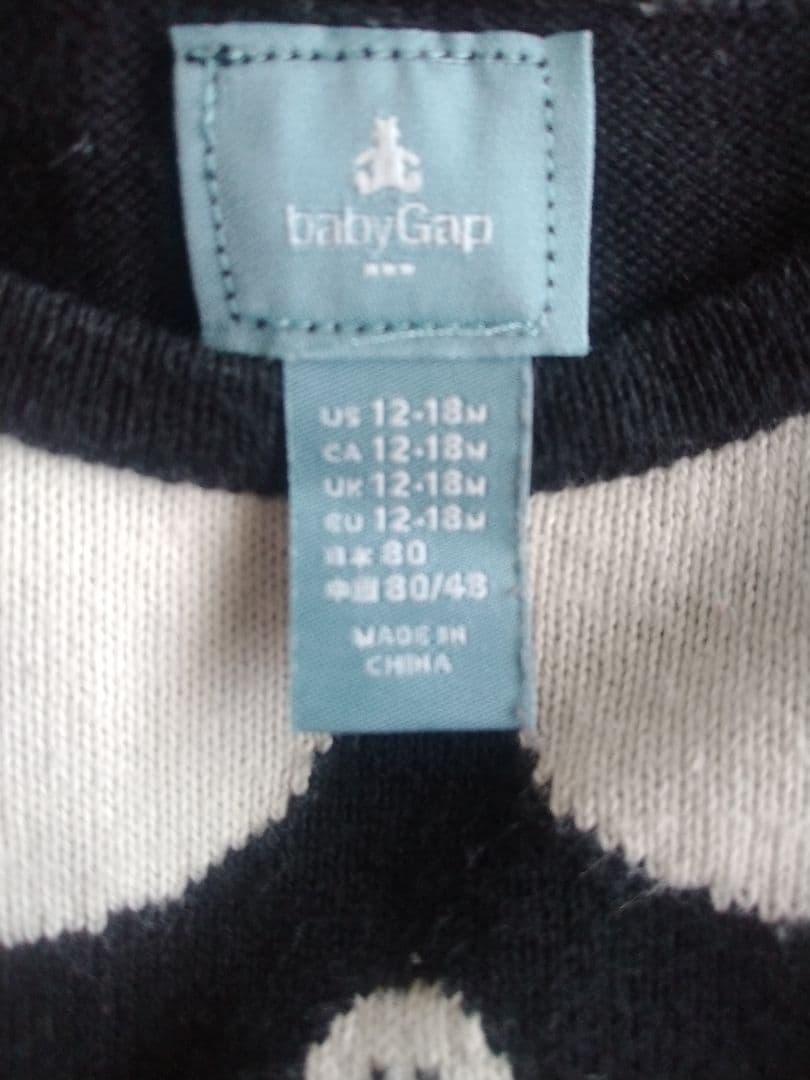 babyGap
US 12-18M
CA 12-18M
UK 12-18M
EU 12-18M
日本 80
中国 80/48
MADE IN
CHINA